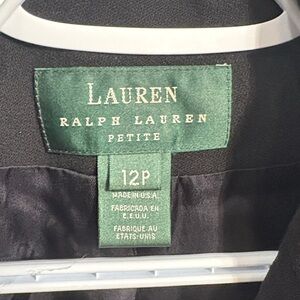 LAUREN
RALPH LAUREN
PETITE
12P
MADE IN U.S.A.
FABRICADA EN
E.E.U.U.
FABRIQUE AU
ETATS-UNIS